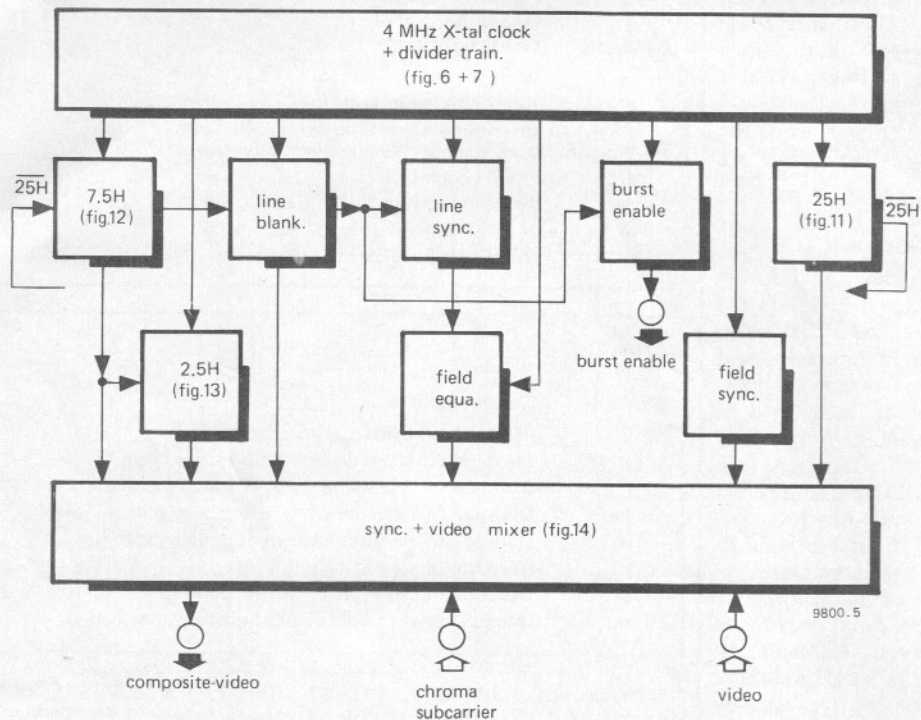 4 MHz X-tal clock
+ divider train.
(fig. 6 + 7 )
25H
7.5H
(fig.12)
line
blank.
line
sync.
burst
enable
25H
(fig.11)
25H
2,5H
(fig.13)
field
equa.
burst enable
field
sync.
sync. + video mixer (fig.14)
9800.5
composite-video
chroma
subcarrier
video